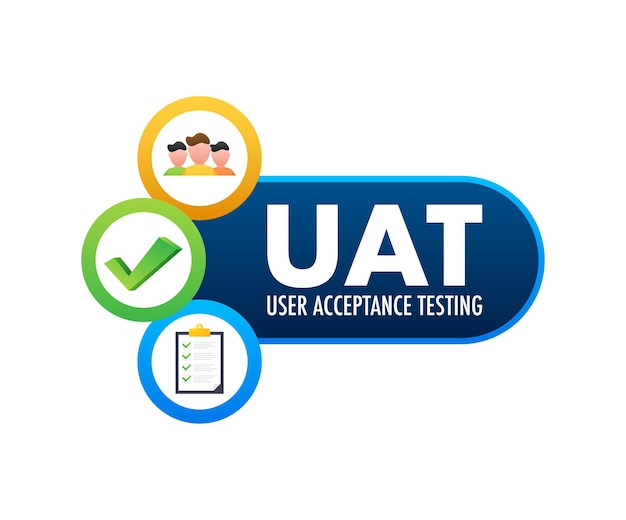 UAT
USER ACCEPTANCE TESTING